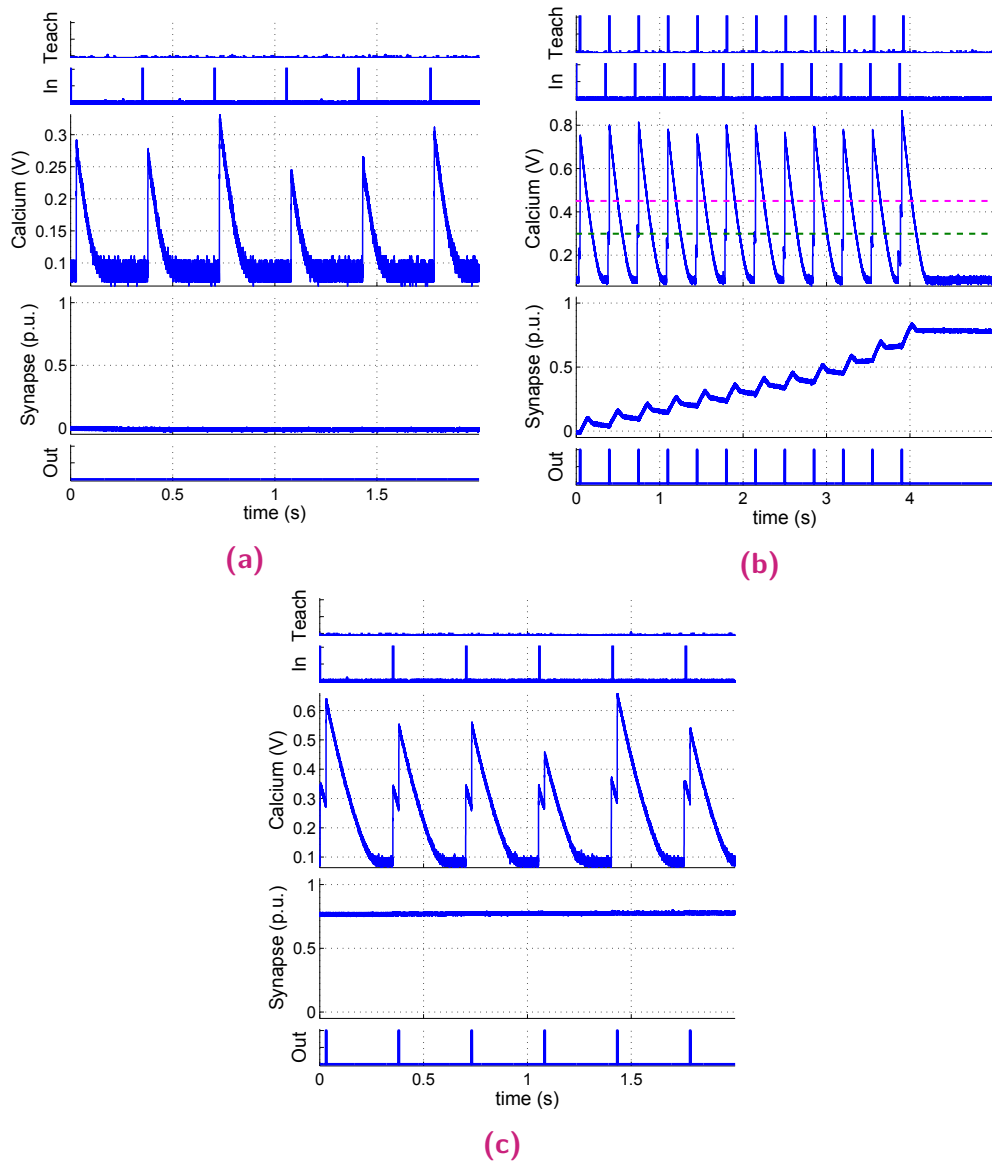 Teach
In
Calcium (V)
0.3
0.25
0.2
0.15
0.1
Synapse (p.u.)
1
0.5
0
Out
0 0.5 1 1.5
time (s)
(a)
Teach
In
Calcium (V)
0.8
0.6
0.4
0.2
Synapse (p.u.)
1
0.5
0
Out
0 1 2 3 4
time (s)
(b)
Teach
In
Calcium (V)
0.6
0.5
0.4
0.3
0.2
0.1
Synapse (p.u.)
1
0.5
0
Out
0 0.5 1 1.5
time (s)
(c)